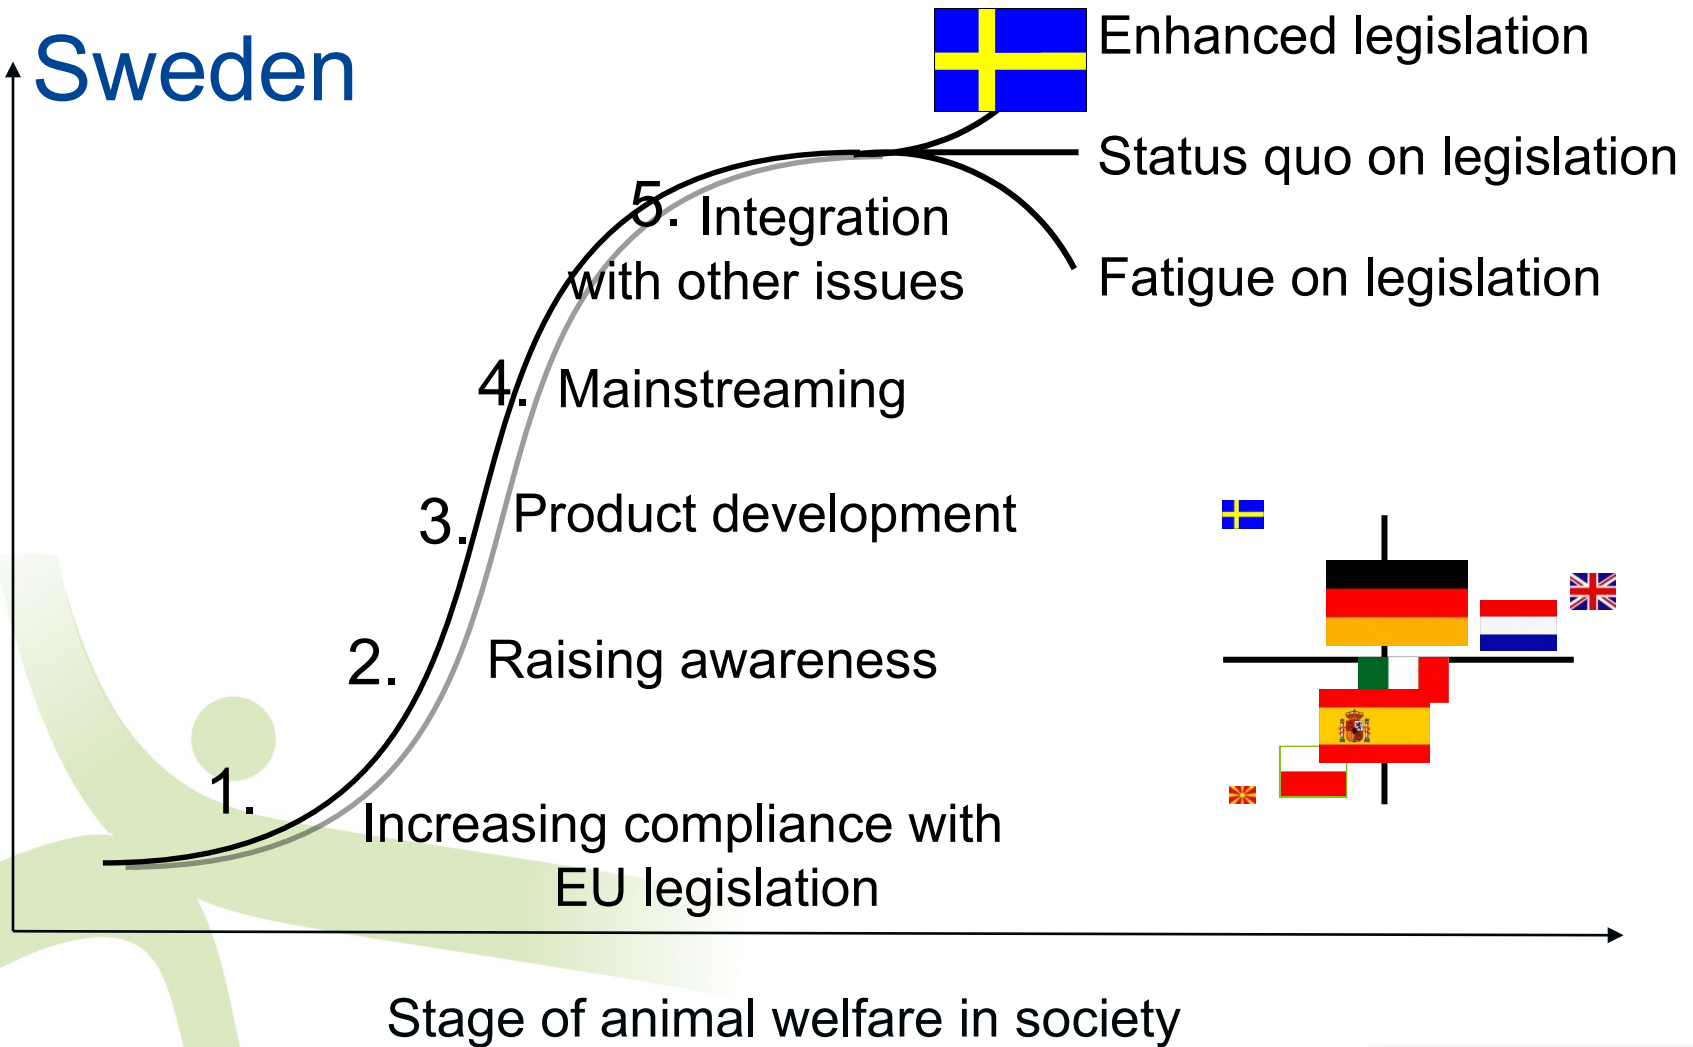 Sweden
Enhanced legislation
Status quo on legislation
Fatigue on legislation
5. Integration
with other issues
4. Mainstreaming
3. Product development
2. Raising awareness
1. Increasing compliance with
EU legislation
Stage of animal welfare in society